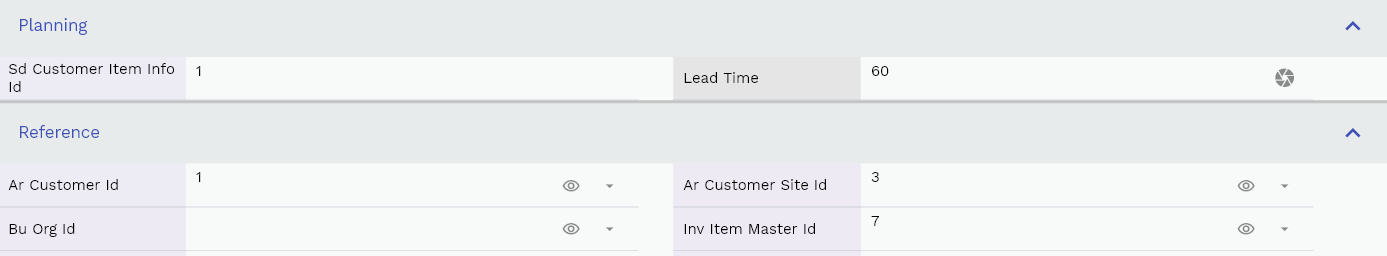 Planning
Sd Customer Item Info
Id
1
Lead Time
60
Reference
Ar Customer Id
1
Ar Customer Site Id
3
Bu Org Id
Inv Item Master Id
7